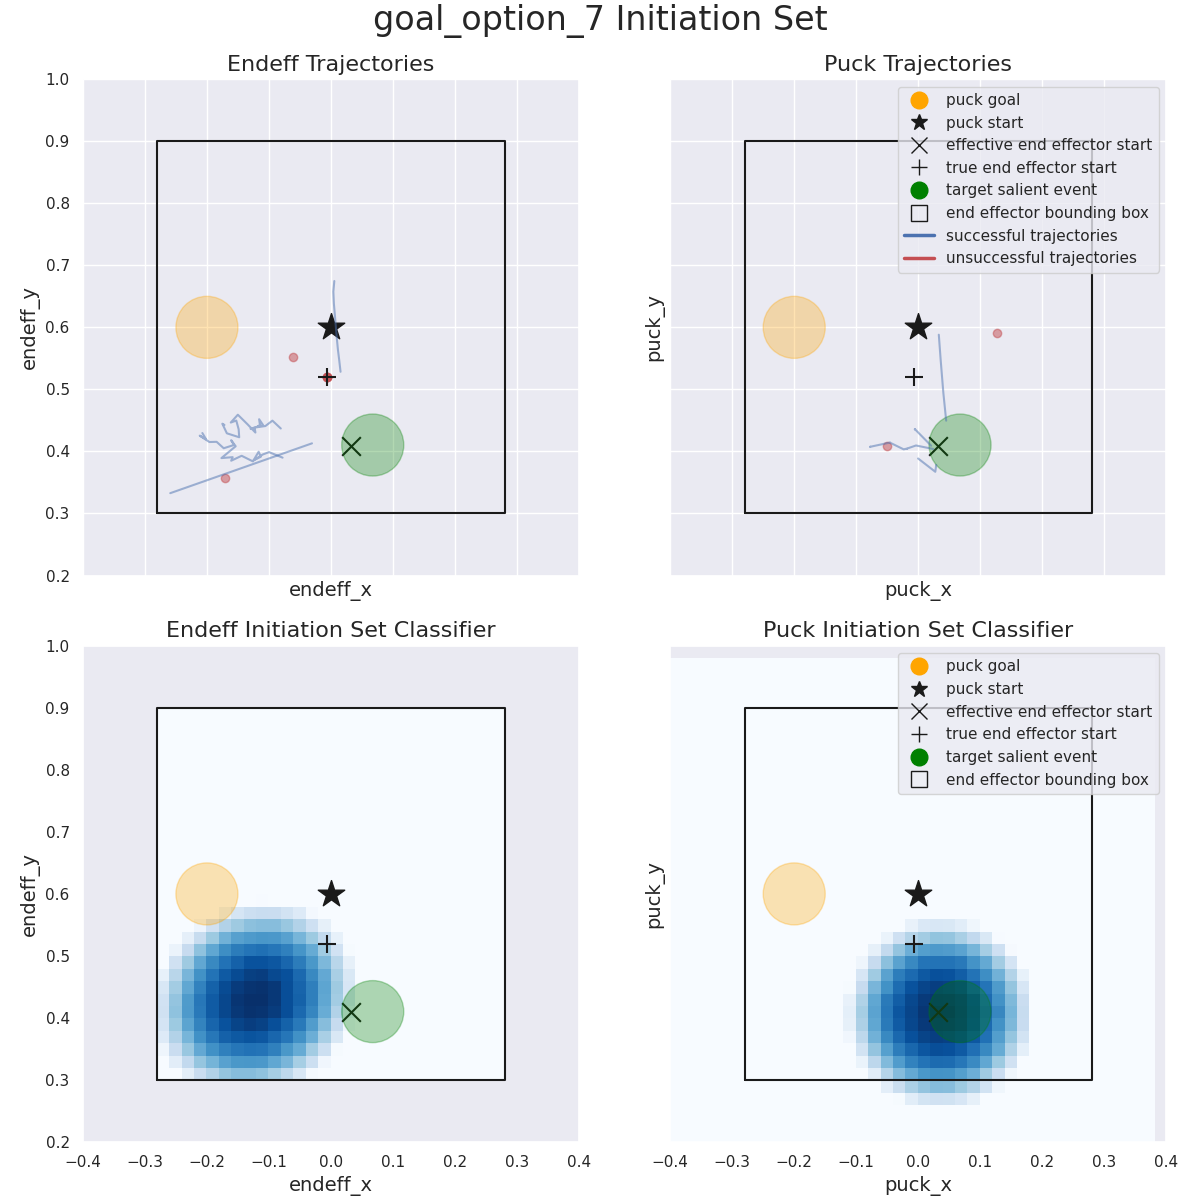 goal_option_7 Initiation Set
Endeff Trajectories
1.0
0.9
0.8
0.7
0.6
0.5
0.4
0.3
0.2
endeff_y
endeff_x
Puck Trajectories
puck goal
puck start
effective end effector start
true end effector start
target salient event
end effector bounding box
successful trajectories
unsuccessful trajectories
puck_y
puck_x
Endeff Initiation Set Classifier
1.0
0.9
0.8
0.7
0.6
0.5
0.4
0.3
0.2
endeff_y
−0.4 −0.3 −0.2 −0.1 0.0 0.1 0.2 0.3 0.4
endeff_x
Puck Initiation Set Classifier
puck goal
puck start
effective end effector start
true end effector start
target salient event
end effector bounding box
puck_y
−0.4 −0.3 −0.2 −0.1 0.0 0.1 0.2 0.3 0.4
puck_x